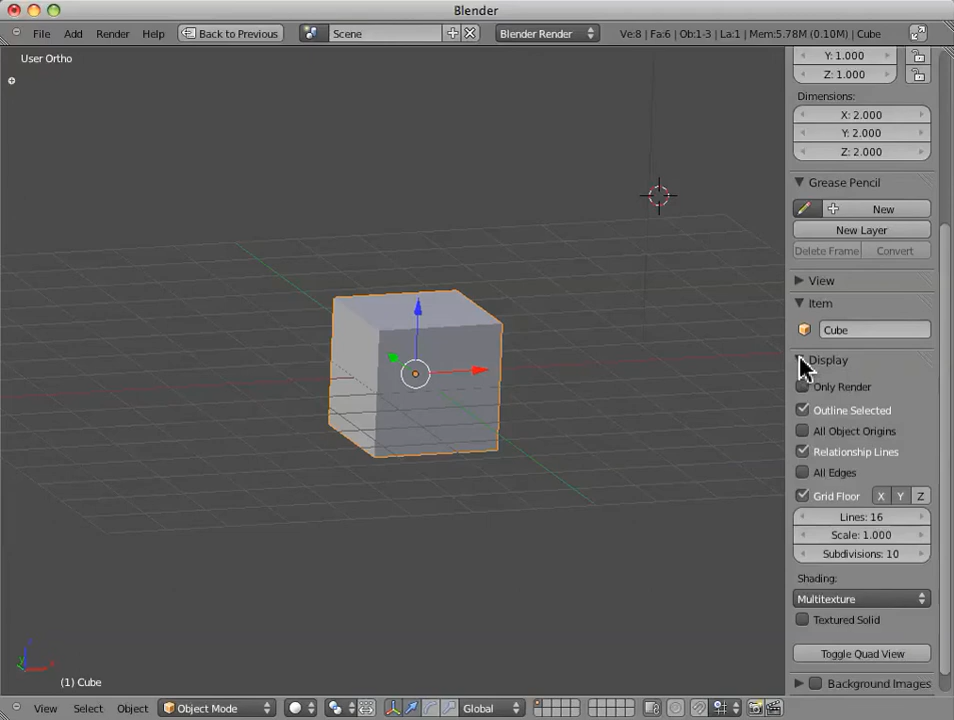 Blender
File Add Render Help Back to Previous Scene Blender Render Ve:8 | Fa:6 | Ob:1-3 | La:1 | Mem:5.78M (0.10M) | Cube
User Ortho
Y: 1.000
Z: 1.000
Dimensions:
X: 2.000
Y: 2.000
Z: 2.000
Grease Pencil
New
New Layer
Delete Frame Convert
View
Item
Cube
Display
Only Render
Outline Selected
All Object Origins
Relationship Lines
All Edges
Grid Floor X Y Z
Lines: 16
Scale: 1.000
Subdivisions: 10
Shading:
Multitexture
Textured Solid
Toggle Quad View
(1) Cube
Background Images
View Select Object Object Mode Global